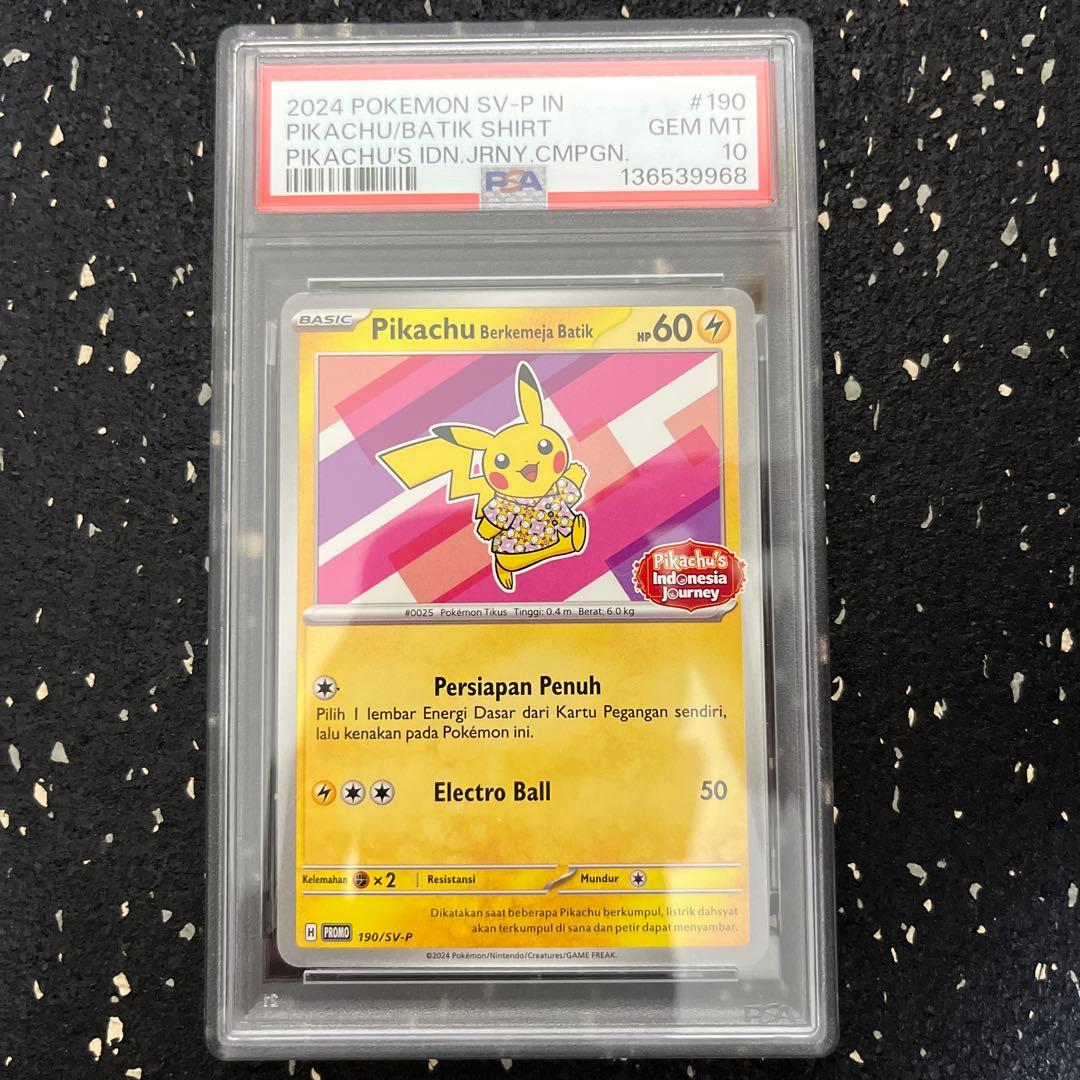 2024 POKEMON SV-P IN #190
PIKACHU/BATIK SHIRT GEM MT
PIKACHU'S IDN.JRNY.CMPGN. 10
PSA 136539968
BASIC Pikachu Berkemeja Batik HP 60
Pikachu's
Indonesia
Journey
#0025 Pokémon Tikus Tinggi: 0.4 m Berat: 6.0 kg
Persiapan Penuh
Pilih 1 lembar Energi Dasar dari Kartu Pegangan sendiri,
lalu kenakan pada Pokémon ini.
Electro Ball 50
Kelemahan ×2 Resistansi Mundur
Dikatakan saat beberapa Pikachu berkumpul, listrik dahsyat
akan terkumpul di sana dan petir dapat menyambar.
H PROMO 190/SV-P
©2024 Pokémon/Nintendo/Creatures/GAME FREAK.
PSA